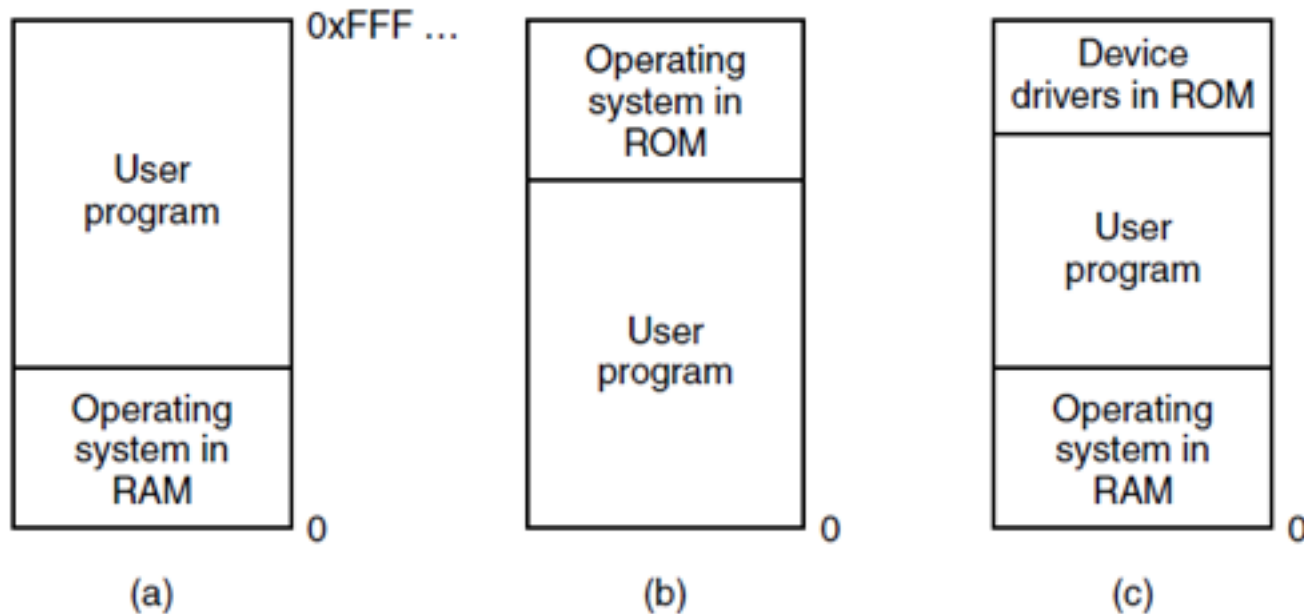 User
program
Operating
system in
RAM
0xFFF ...
0
(a)
Operating
system in
ROM
User
program
0
(b)
Device
drivers in ROM
User
program
Operating
system in
RAM
0
(c)